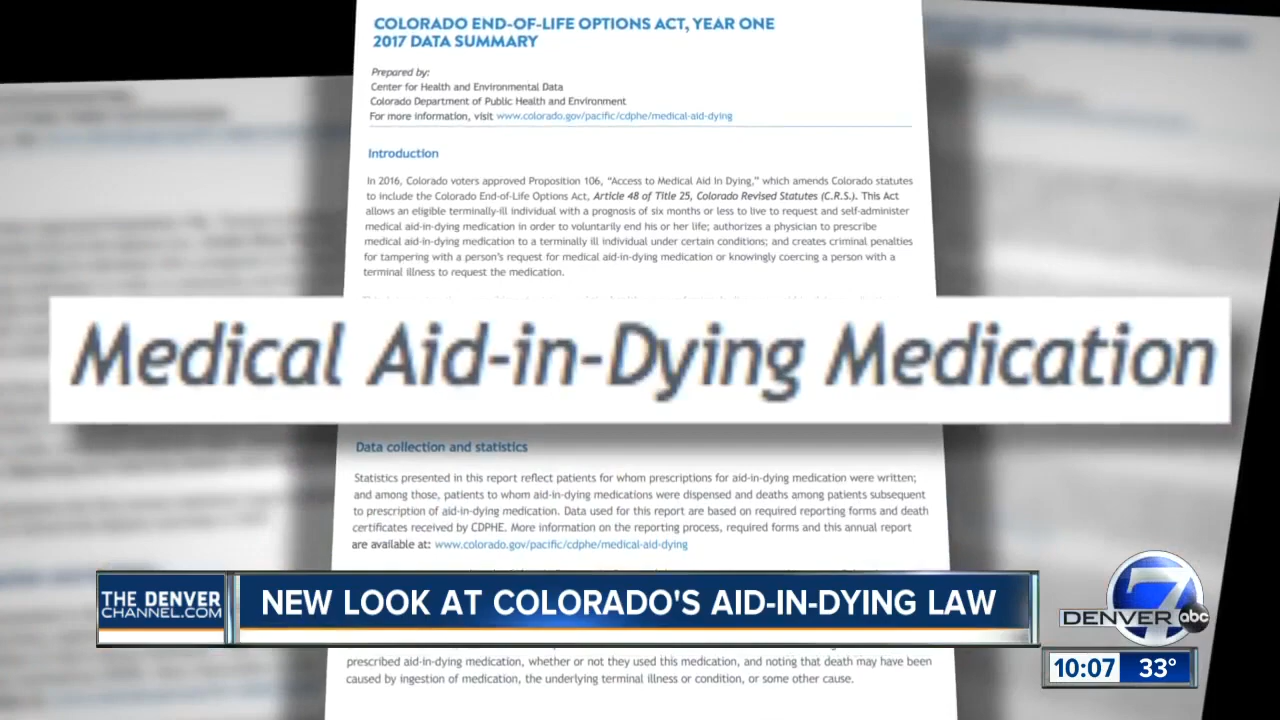 COLORADO END-OF-LIFE OPTIONS ACT, YEAR ONE
2017 DATA SUMMARY
Prepared by:
Center for Health and Environmental Data
Colorado Department of Public Health and Environment
For more information, visit www.colorado.gov/pacific/cdphe/medical-aid-dying
Introduction
In 2016, Colorado voters approved Proposition 106, “Access to Medical Aid In Dying,” which amends Colorado statutes
to include the Colorado End-of-Life Options Act, Article 48 of Title 25, Colorado Revised Statutes (C.R.S.). This Act
allows an eligible terminally-ill individual with a prognosis of six months or less to live to request and self-administer
medical aid-in-dying medication in order to voluntarily end his or her life; authorizes a physician to prescribe
medical aid-in-dying medication to a terminally ill individual under certain conditions; and creates criminal penalties
for tampering with a person’s request for medical aid-in-dying medication or knowingly coercing a person with a
terminal illness to request the medication.
Medical Aid-in-Dying Medication
Data collection and statistics
Statistics presented in this report reflect patients for whom prescriptions for aid-in-dying medication were written;
and among those, patients to whom aid-in-dying medications were dispensed and deaths among patients subsequent
to prescription of aid-in-dying medication. Data used for this report are based on required reporting forms and death
certificates received by CDPHE. More information on the reporting process, required forms and this annual report
are available at: www.colorado.gov/pacific/cdphe/medical-aid-dying
THE DENVER
CHANNEL.COM
NEW LOOK AT COLORADO'S AID-IN-DYING LAW
7
DENVER abc
10:07 33°
prescribed aid-in-dying medication, whether or not they used this medication, and noting that death may have been
caused by ingestion of medication, the underlying terminal illness or condition, or some other cause.